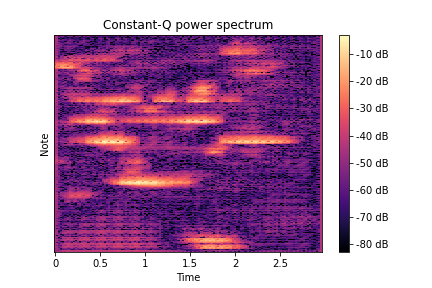 Constant-Q power spectrum
Note
-10 dB
-20 dB
-30 dB
-40 dB
-50 dB
-60 dB
-70 dB
-80 dB
0 0.5 1 1.5 2 2.5
Time